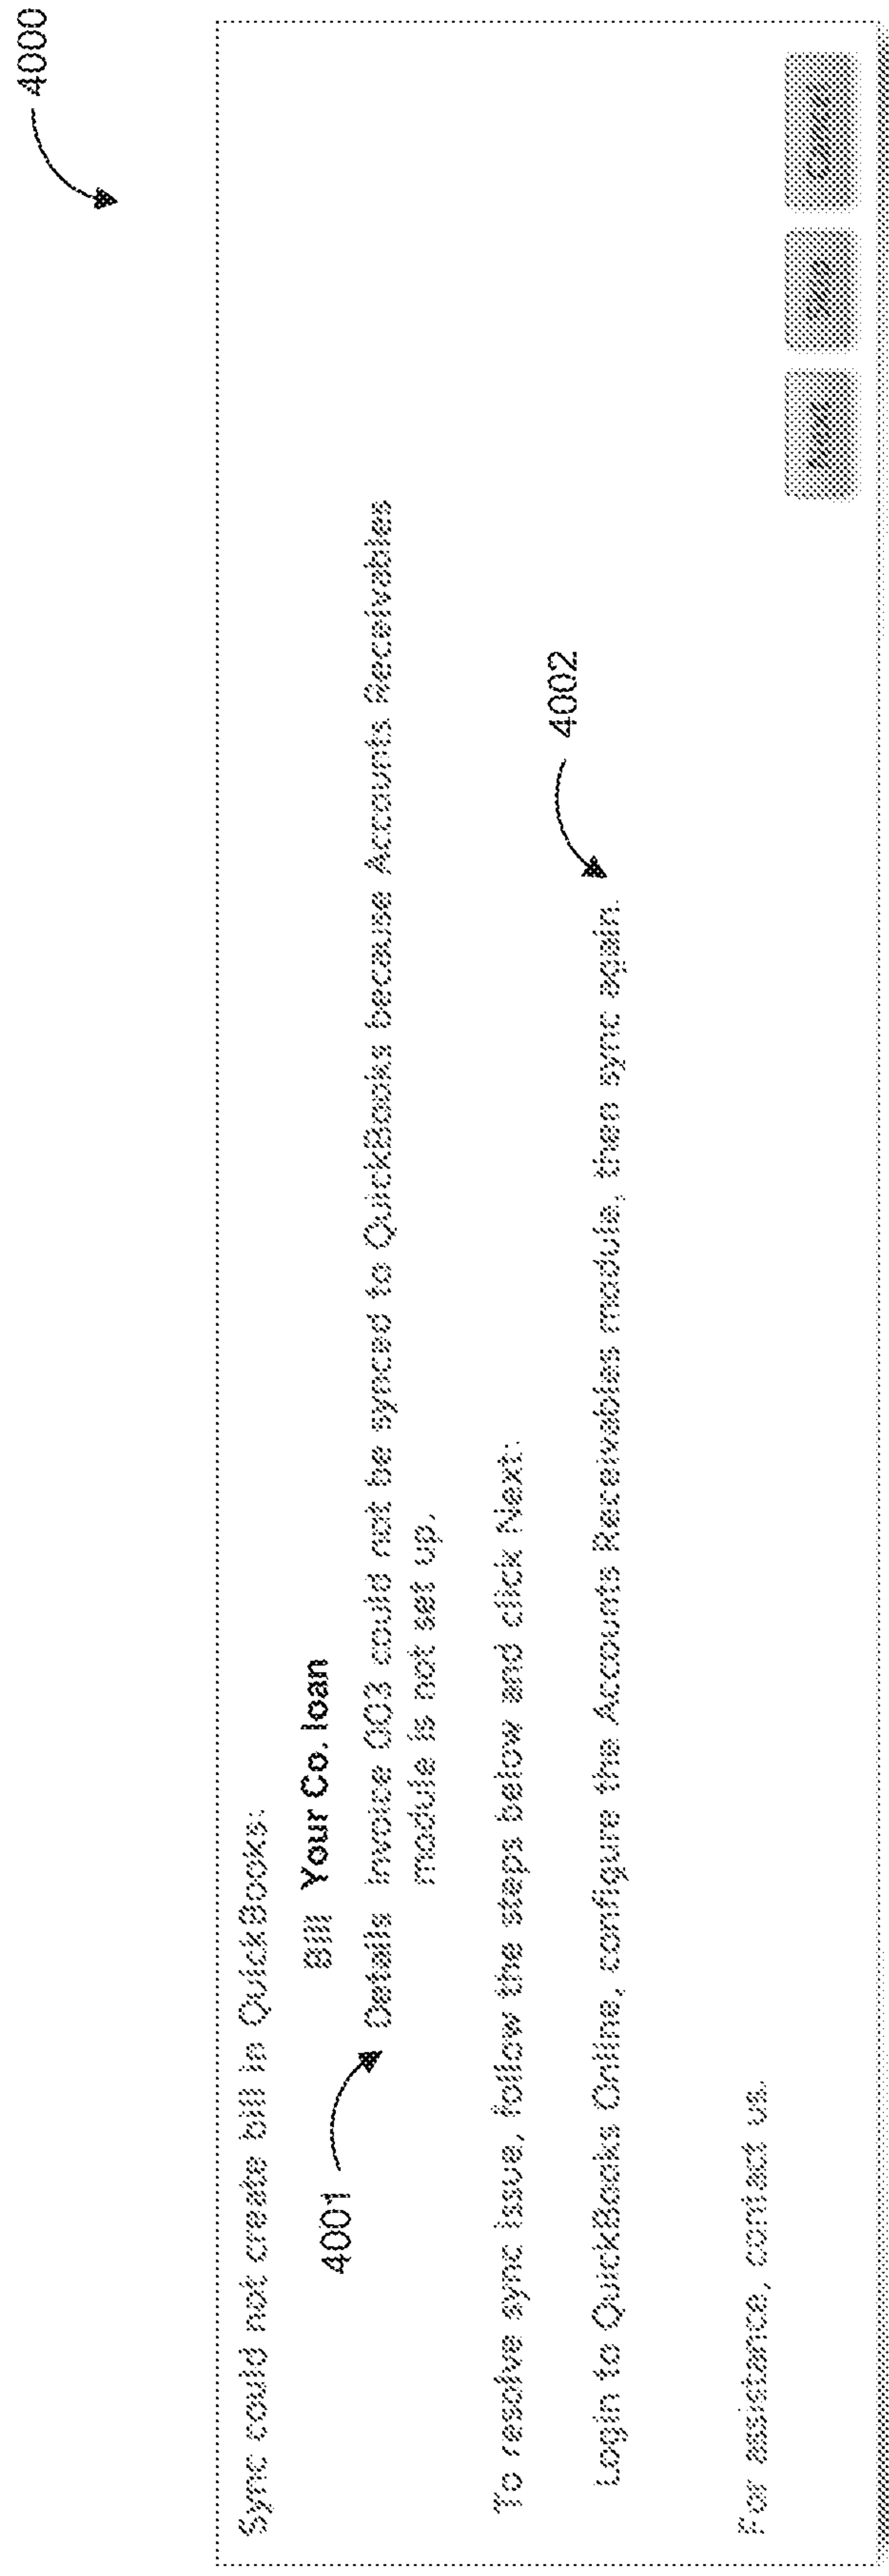 4000
Sync could not create bill in QuickBooks:
Bill Your Co. loan
4001
Details Invoice 003 could not be synced to QuickBooks because Accounts Receivables
module is not set up.
To resolve sync issue, follow the steps below and click Next:
4002
Login to QuickBooks Online, configure the Accounts Receivables module, then sync again.
For assistance, contact us.
Cancel